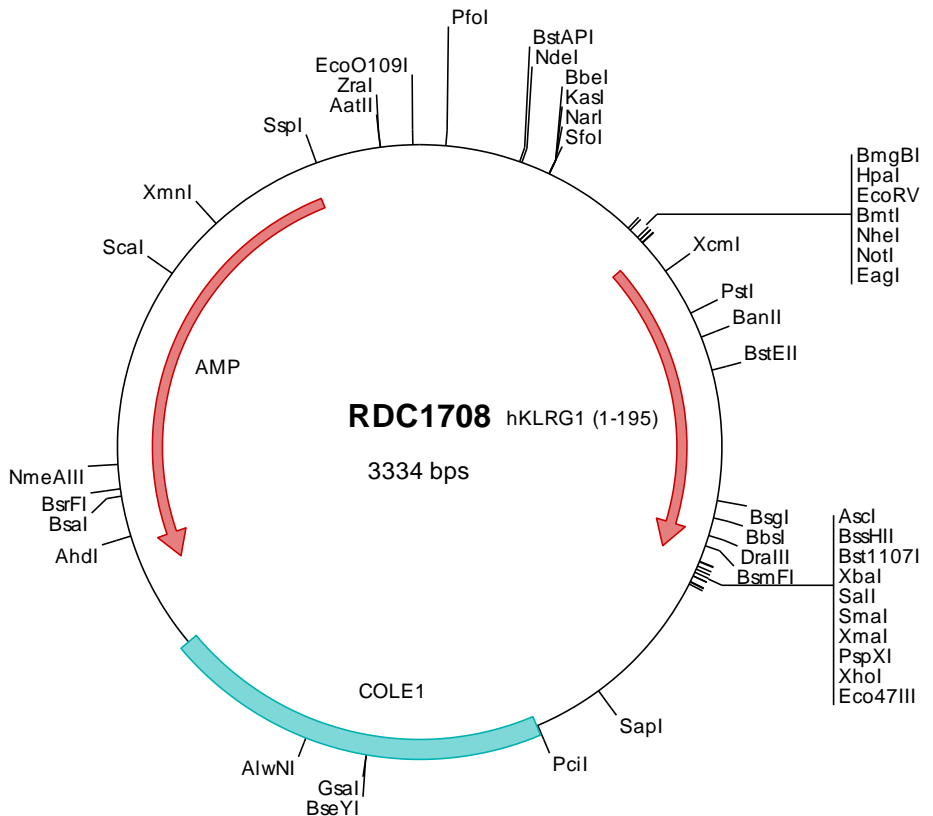 PfoI
BstAPI
NdeI
EcoO109I
ZraI
AatII
BbeI
KasI
NarI
SfoI
SspI
XmnI
ScaI
BmgBI
HpaI
EcoRV
BmtI
NheI
NotI
EagI
XcmI
PstI
BanII
BstEII
AMP
RDC1708 hKLRG1 (1-195)
3334 bps
NmeAIII
BsrFI
BsaI
AhdI
BsgI
BbsI
DraIII
BsmFI
AscI
BssHII
Bst1107I
XbaI
SalI
SmaI
XmaI
PspXI
XhoI
Eco47III
COLE1
SapI
PciI
AlwNI
GsaI
BseYI